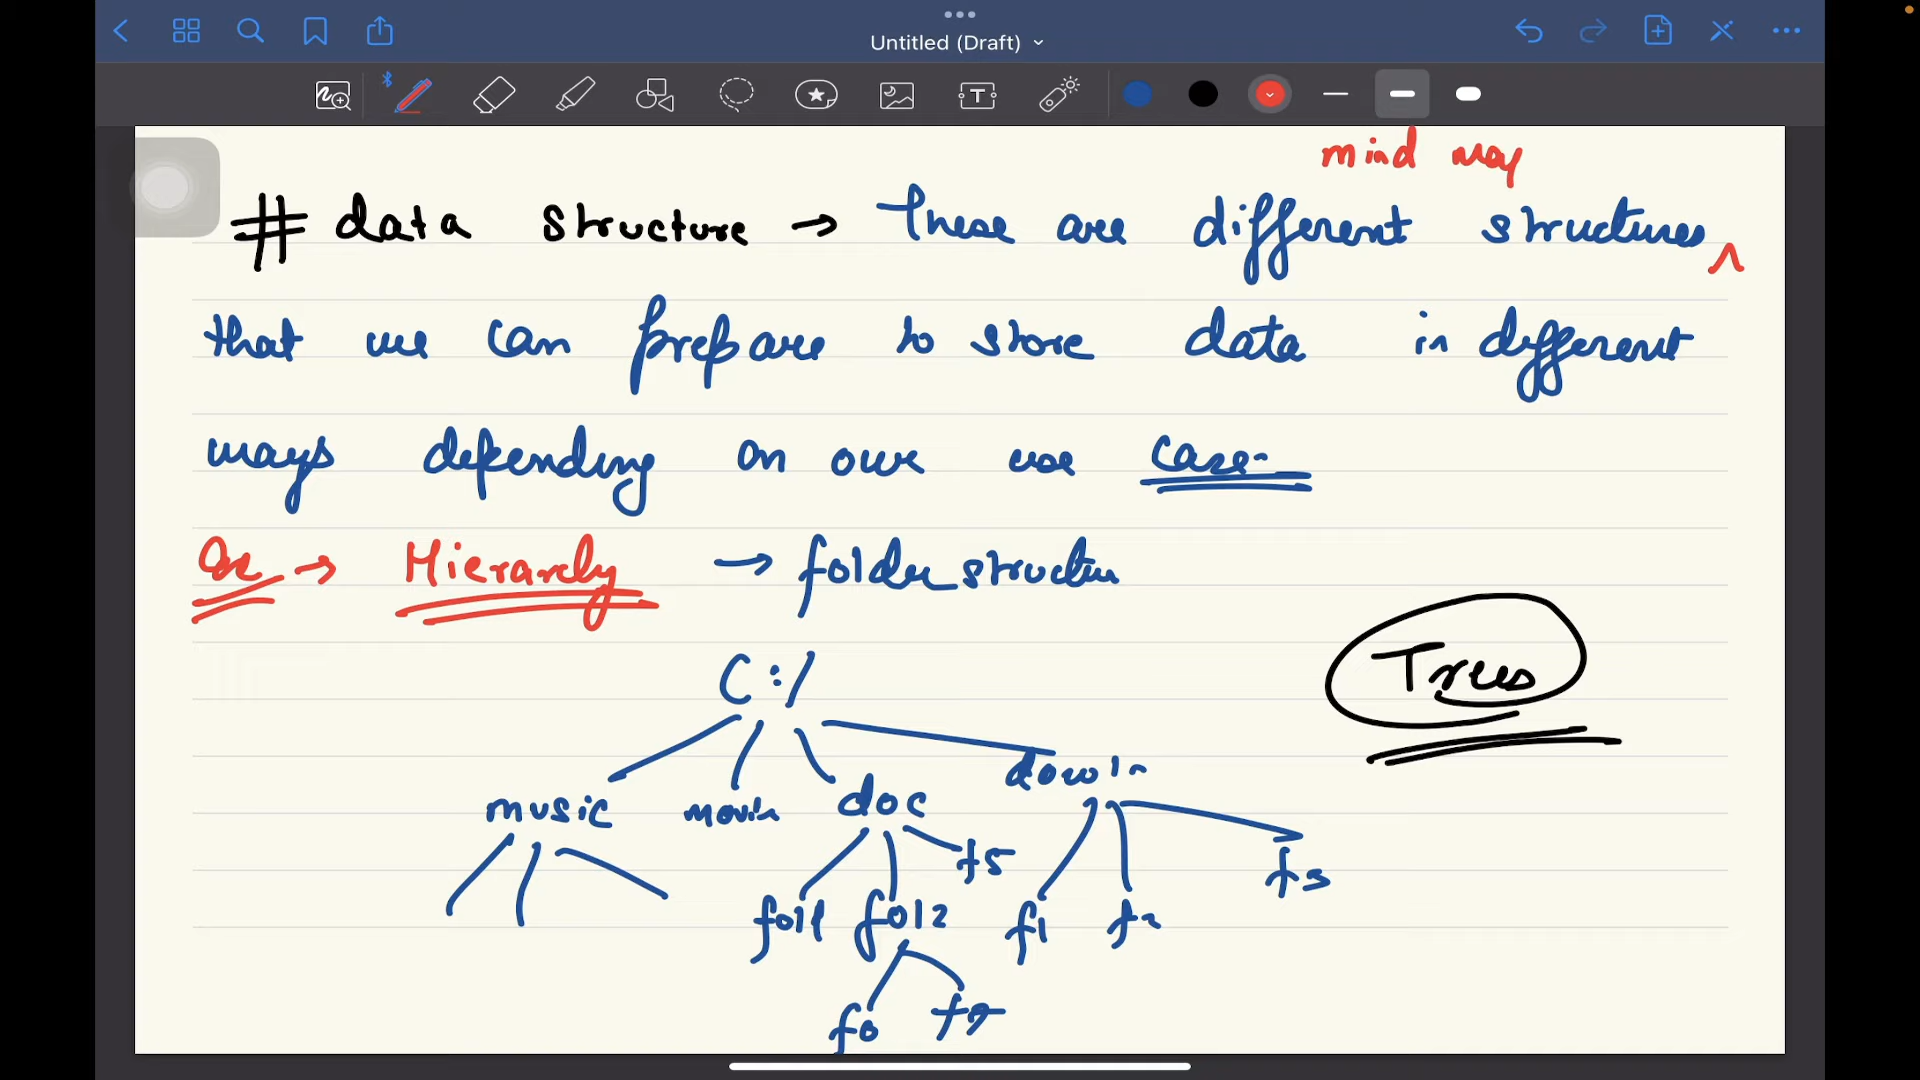 Untitled (Draft)
T
mind map
# data structure → These are different structures ^
that we can prepare to store data in different
ways depending on our use case
Ex → Hierarchy → folder structure
Trees
C:/
music movie doc downln
f5 f3
fol1 fol2 f1 f2
f0